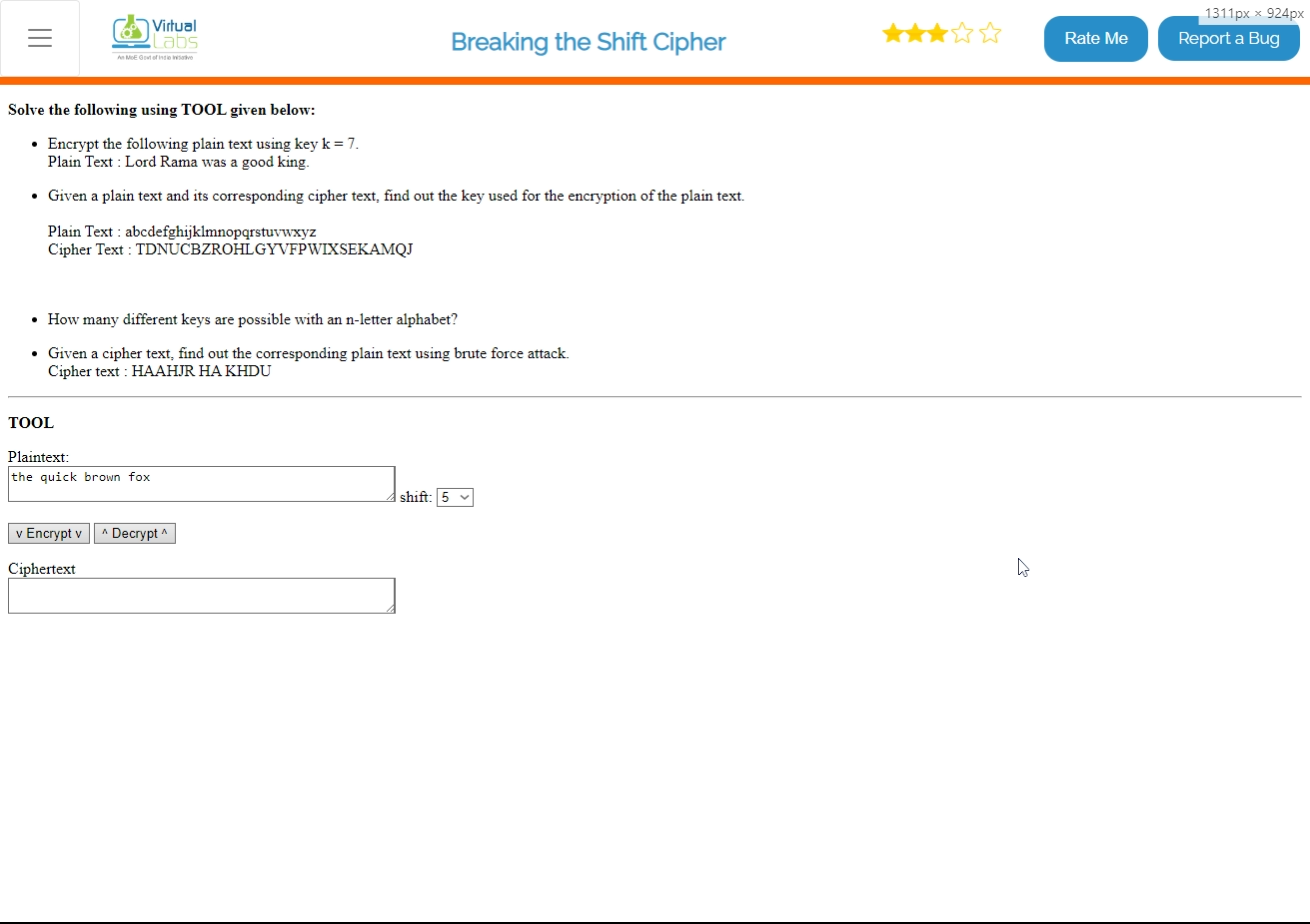 1311px × 924px
Virtual
Labs
An MoE Govt of India Initiative
Breaking the Shift Cipher
Rate Me
Report a Bug
Solve the following using TOOL given below:
Encrypt the following plain text using key k = 7.
Plain Text : Lord Rama was a good king.
Given a plain text and its corresponding cipher text, find out the key used for the encryption of the plain text.
Plain Text : abcdefghijklmnopqrstuvwxyz
Cipher Text : TDNUCBZROHLGYVFPWIXSEKAMQJ
How many different keys are possible with an n-letter alphabet?
Given a cipher text, find out the corresponding plain text using brute force attack.
Cipher text : HAAHJR HA KHDU
TOOL
Plaintext:
the quick brown fox
shift: 5
v Encrypt v ^ Decrypt ^
Ciphertext